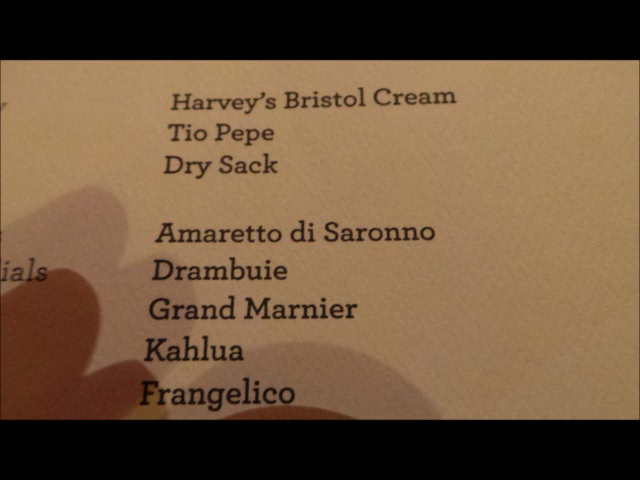 Harvey's Bristol Cream
Tio Pepe
Dry Sack
Amaretto di Saronno
Drambuie
ials
Grand Marnier
Kahlua
Frangelico